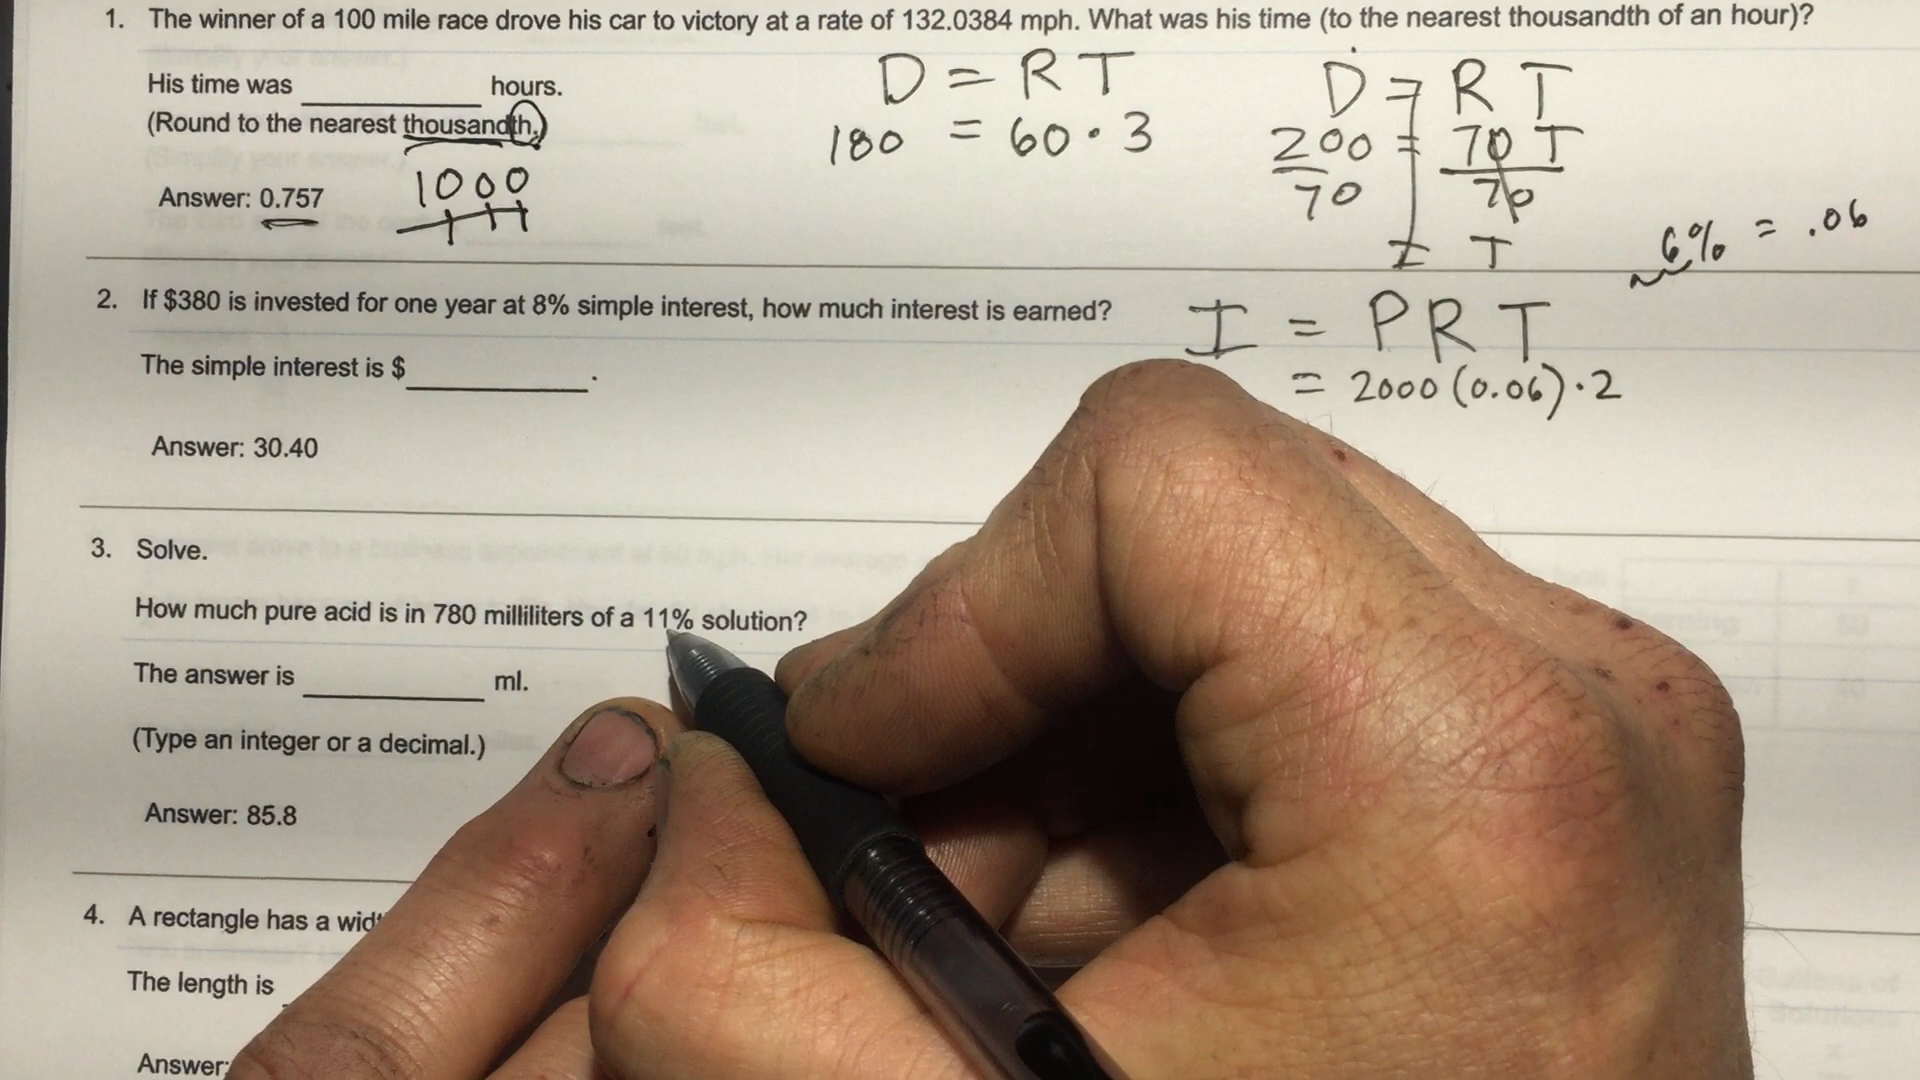 1. The winner of a 100 mile race drove his car to victory at a rate of 132.0384 mph. What was his time (to the nearest thousandth of an hour)?
His time was ________ hours.
(Round to the nearest thousandth.)
Answer: 0.757
1000
D = RT
180 = 60·3
D = RT
200 = 70 T
70 70
T
6% = .06
2. If $380 is invested for one year at 8% simple interest, how much interest is earned?
The simple interest is $________.
Answer: 30.40
I = PRT
= 2000 (0.06)·2
3. Solve.
How much pure acid is in 780 milliliters of a 11% solution?
The answer is ________ ml.
(Type an integer or a decimal.)
Answer: 85.8
4. A rectangle has a
The length is
Answer: